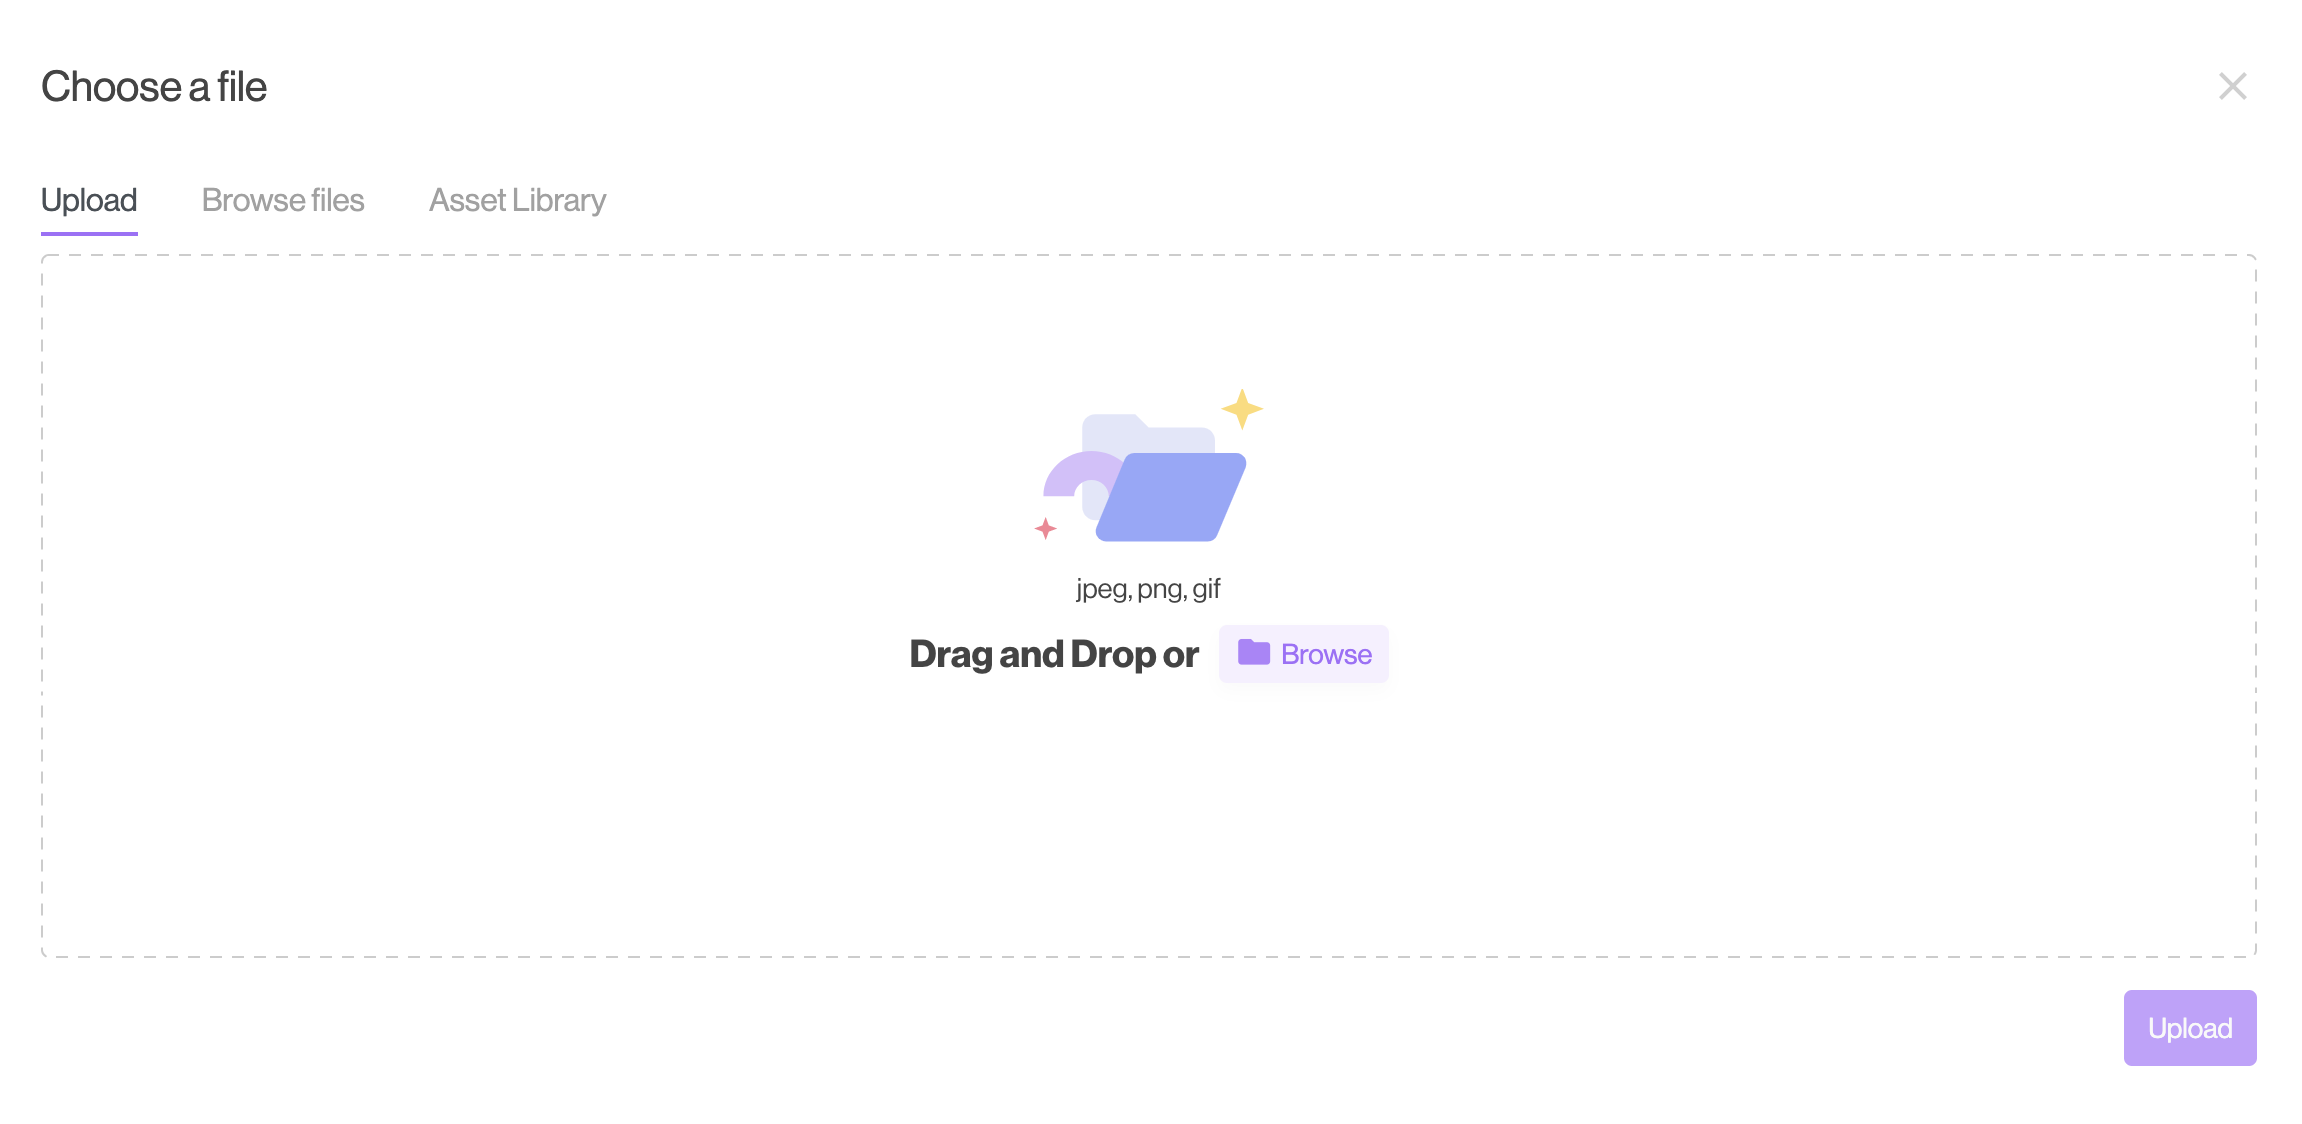 Choose a file
Upload Browse files Asset Library
jpeg, png, gif
Drag and Drop or Browse
Upload